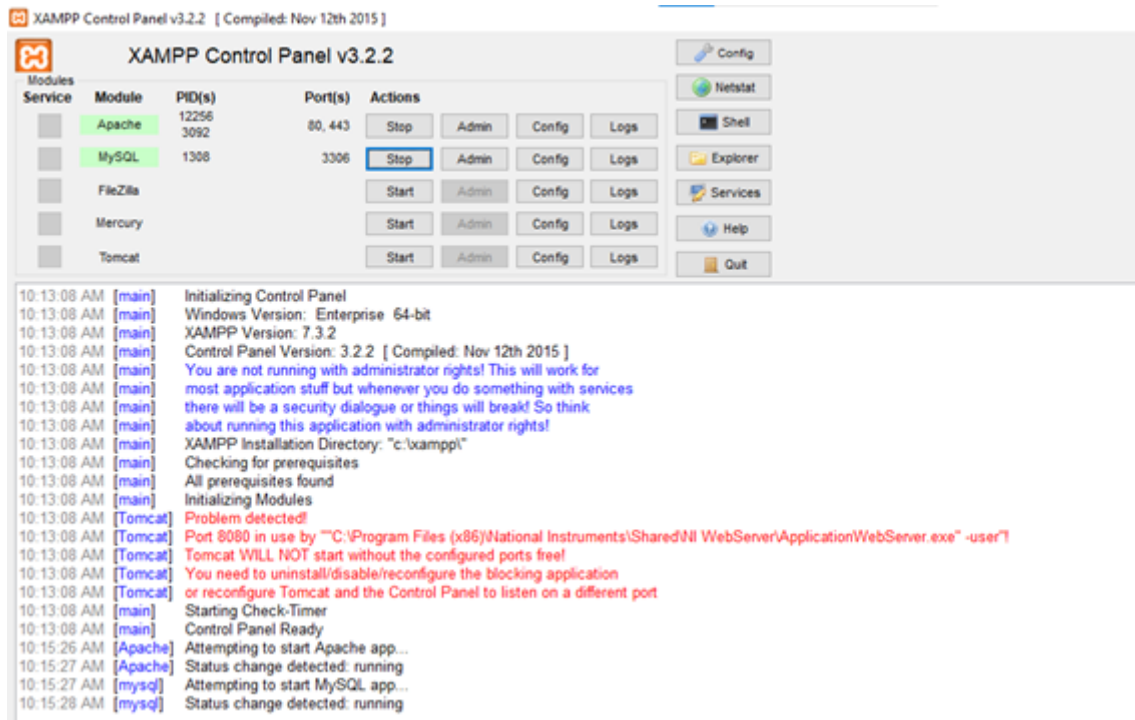 XAMPP Control Panel v3.2.2 [ Compiled: Nov 12th 2015 ]
XAMPP Control Panel v3.2.2
Config
Modules
Service Module PID(s) Port(s) Actions
Netstat
Apache 12256 3092 80, 443 Stop Admin Config Logs
Shell
MySQL 1308 3306 Stop Admin Config Logs
Explorer
FileZilla Start Admin Config Logs
Services
Mercury Start Admin Config Logs
Help
Tomcat Start Admin Config Logs
Quit
10:13:08 AM [main] Initializing Control Panel
10:13:08 AM [main] Windows Version: Enterprise 64-bit
10:13:08 AM [main] XAMPP Version: 7.3.2
10:13:08 AM [main] Control Panel Version: 3.2.2 [ Compiled: Nov 12th 2015 ]
10:13:08 AM [main] You are not running with administrator rights! This will work for
10:13:08 AM [main] most application stuff but whenever you do something with services
10:13:08 AM [main] there will be a security dialogue or things will break! So think
10:13:08 AM [main] about running this application with administrator rights!
10:13:08 AM [main] XAMPP Installation Directory: "c:\xampp\"
10:13:08 AM [main] Checking for prerequisites
10:13:08 AM [main] All prerequisites found
10:13:08 AM [main] Initializing Modules
10:13:08 AM [Tomcat] Problem detected!
10:13:08 AM [Tomcat] Port 8080 in use by ""C:\Program Files (x86)\National Instruments\Shared\NI WebServer\ApplicationWebServer.exe" -user"!
10:13:08 AM [Tomcat] Tomcat WILL NOT start without the configured ports free!
10:13:08 AM [Tomcat] You need to uninstall/disable/reconfigure the blocking application
10:13:08 AM [Tomcat] or reconfigure Tomcat and the Control Panel to listen on a different port
10:13:08 AM [main] Starting Check-Timer
10:13:08 AM [main] Control Panel Ready
10:15:26 AM [Apache] Attempting to start Apache app...
10:15:27 AM [Apache] Status change detected: running
10:15:27 AM [mysql] Attempting to start MySQL app...
10:15:28 AM [mysql] Status change detected: running